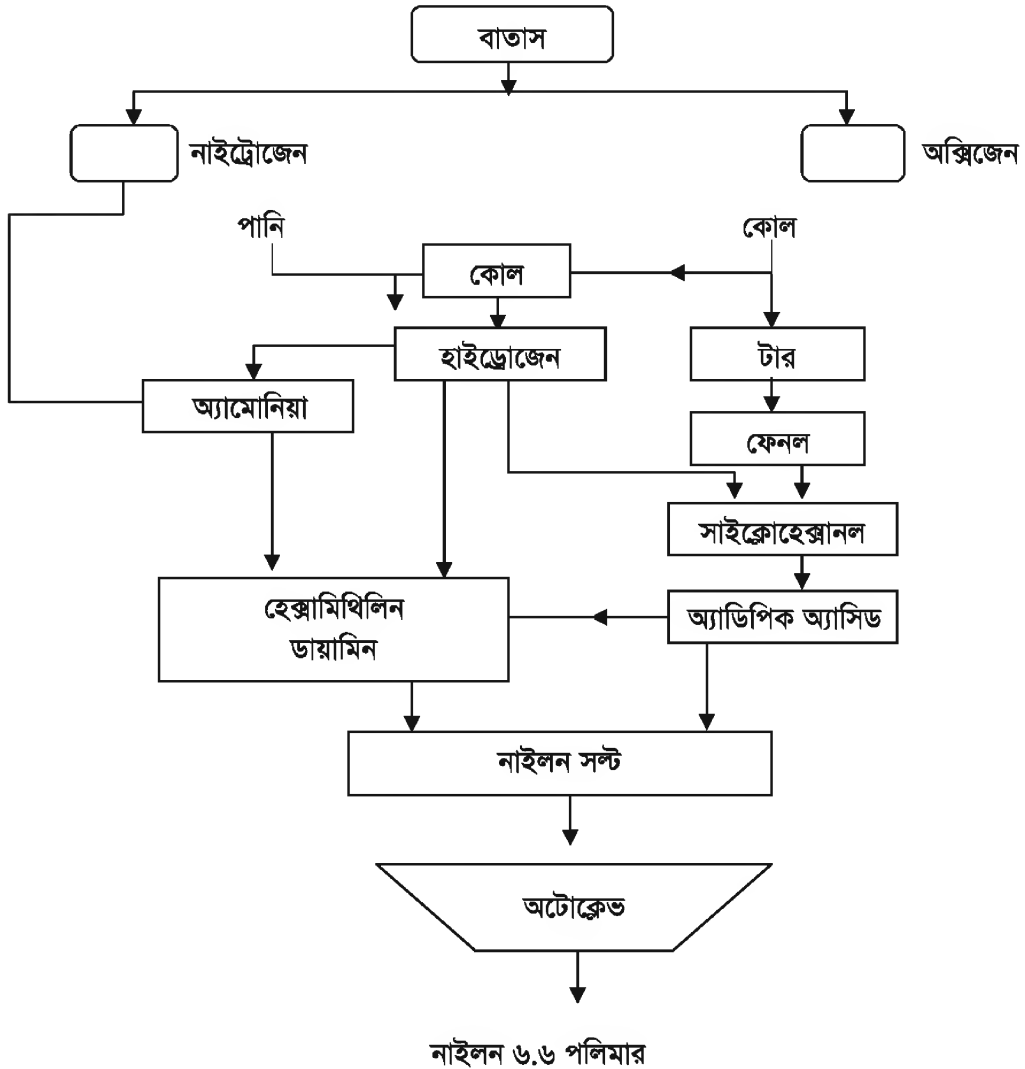 বাতাস
নাইট্রোজেন
অক্সিজেন
পানি
কোল
কোল
হাইড্রোজেন
টার
অ্যামোনিয়া
ফেনল
সাইক্লোহেক্সানল
হেক্সামিথিলিন
ডায়ামিন
অ্যাডিপিক অ্যাসিড
নাইলন সল্ট
অটোক্লেভ
নাইলন ৬.৬ পলিমার